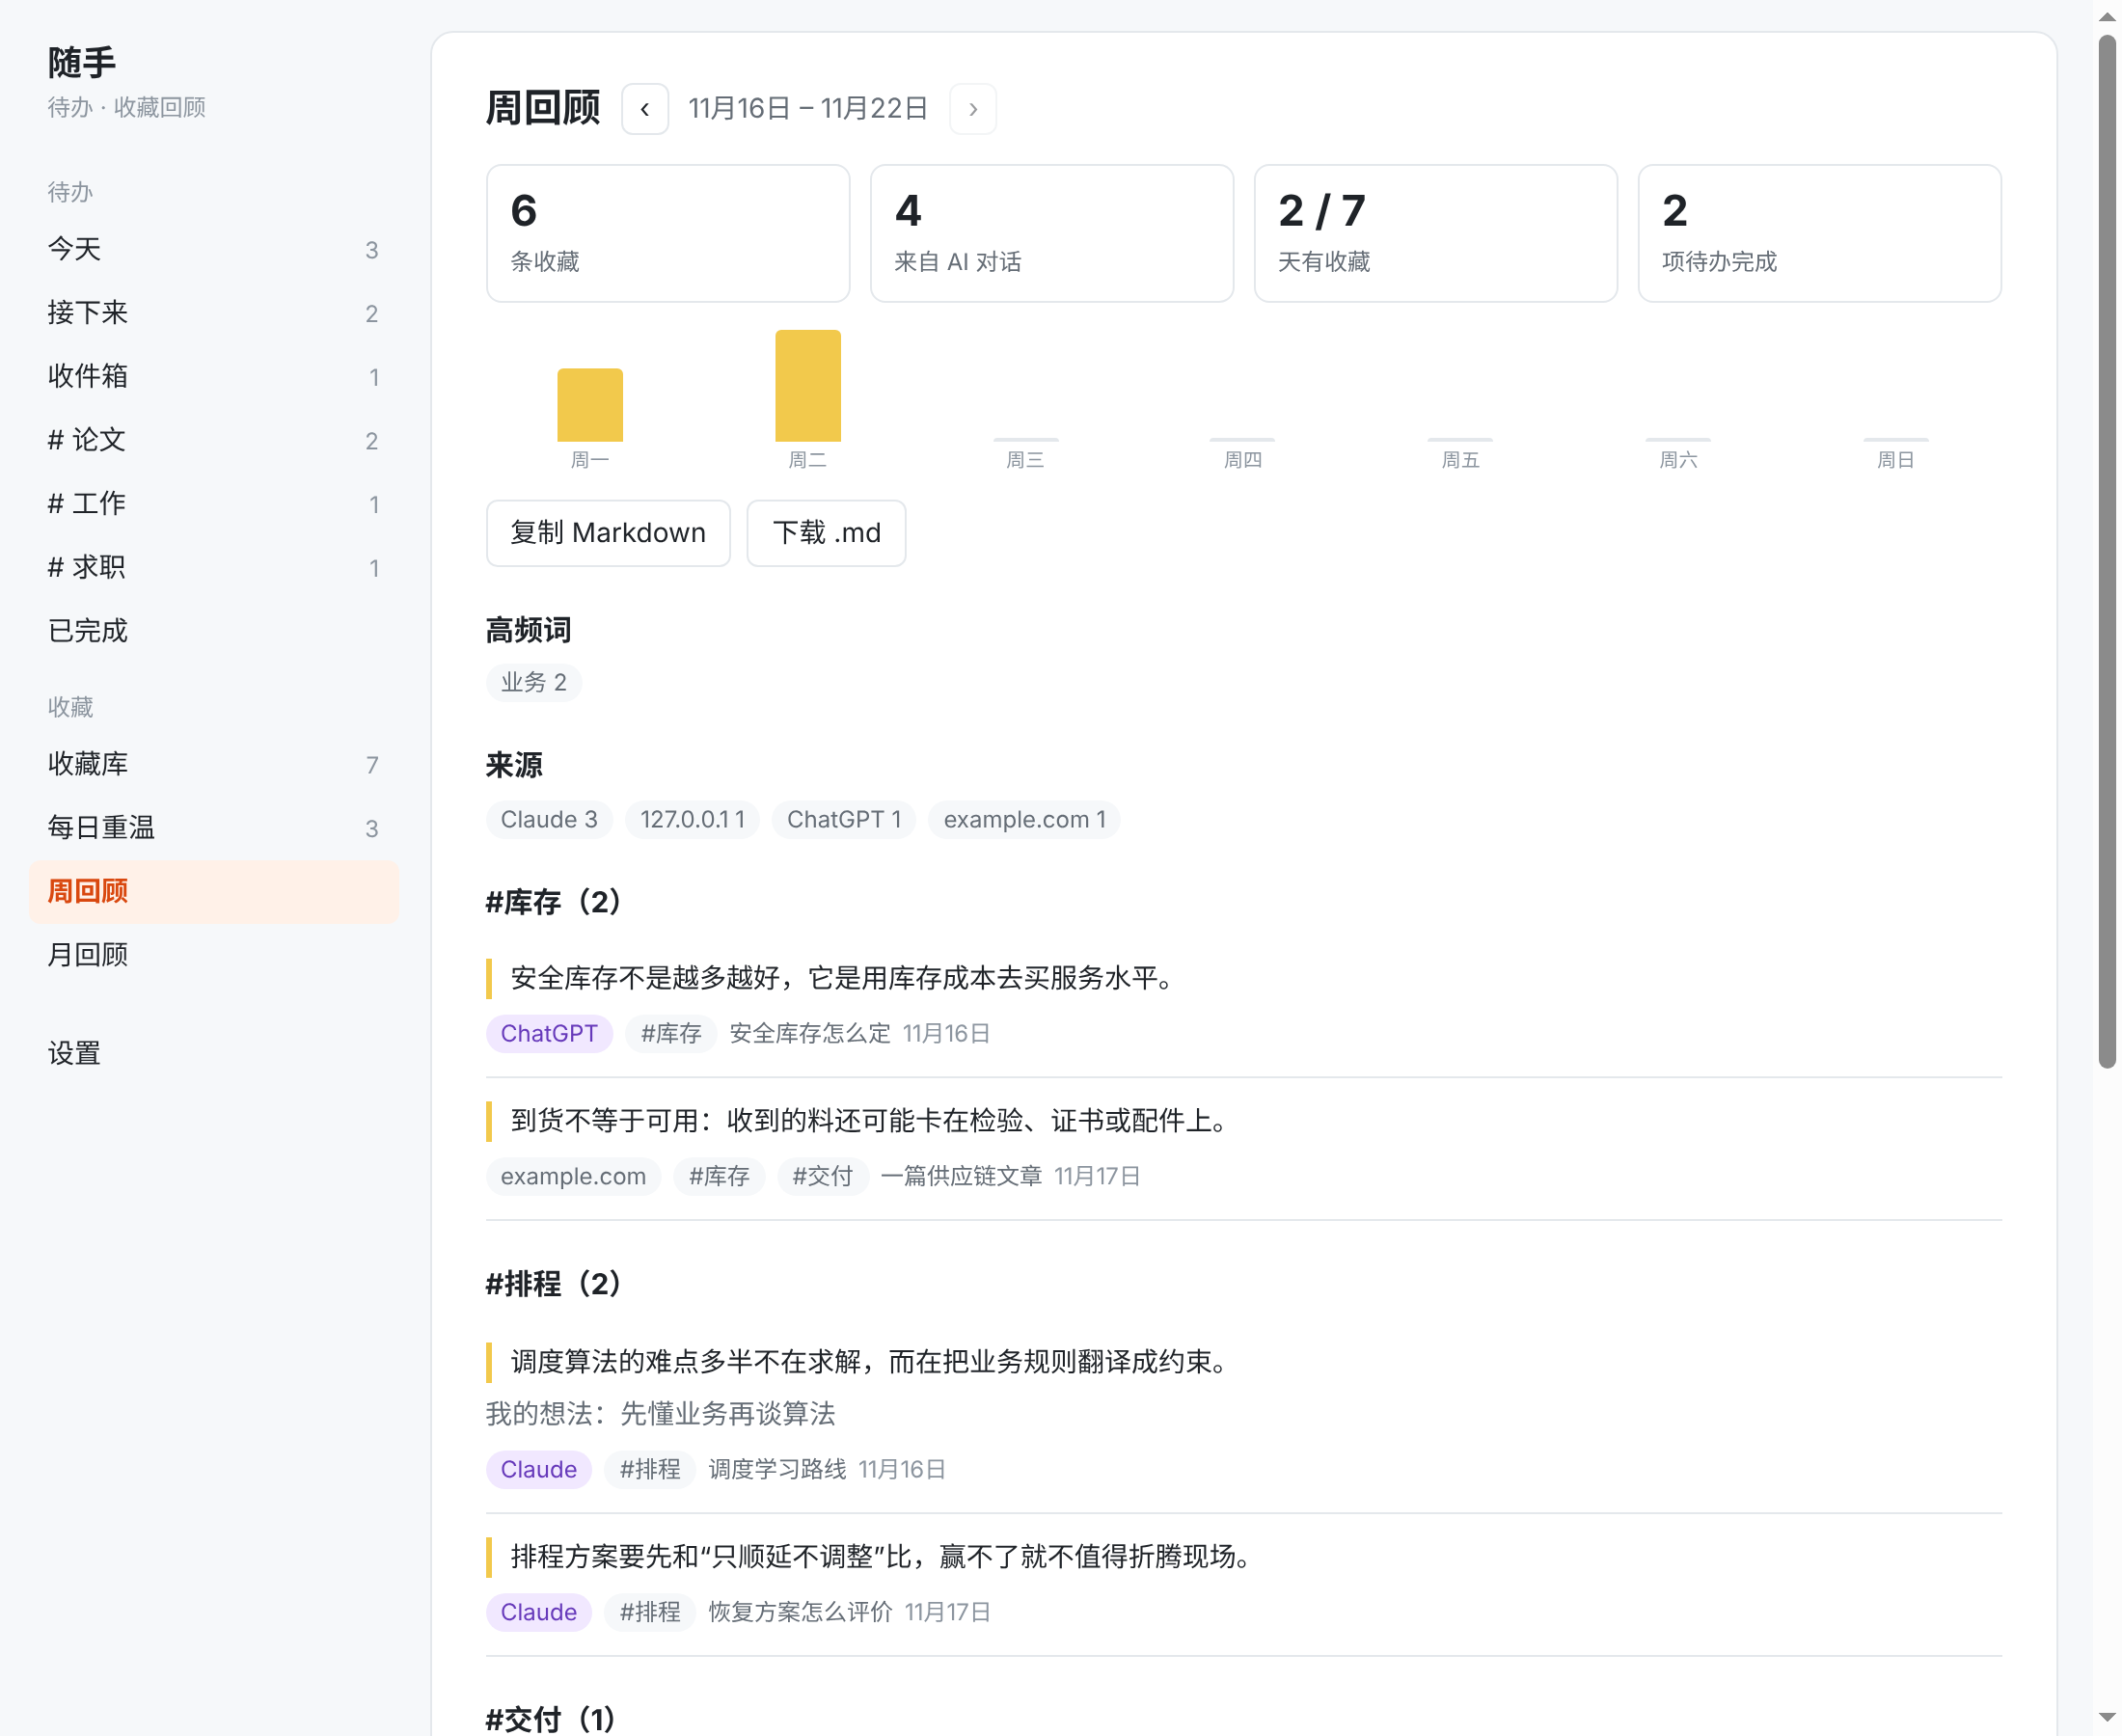 随手
待办 · 收藏回顾
待办
今天 3
接下来 2
收件箱 1
# 论文 2
# 工作 1
# 求职 1
已完成
收藏
收藏库 7
每日重温 3
周回顾
月回顾
设置
周回顾 ‹ 11月16日 – 11月22日 ›
6
条收藏
4
来自 AI 对话
2 / 7
天有收藏
2
项待办完成
周一 周二 周三 周四 周五 周六 周日
复制 Markdown 下载 .md
高频词
业务 2
来源
Claude 3 127.0.0.1 1 ChatGPT 1 example.com 1
#库存（2）
安全库存不是越多越好，它是用库存成本去买服务水平。
ChatGPT #库存 安全库存怎么定 11月16日
到货不等于可用：收到的料还可能卡在检验、证书或配件上。
example.com #库存 #交付 一篇供应链文章 11月17日
#排程（2）
调度算法的难点多半不在求解，而在把业务规则翻译成约束。
我的想法：先懂业务再谈算法
Claude #排程 调度学习路线 11月16日
排程方案要先和“只顺延不调整”比，赢不了就不值得折腾现场。
Claude #排程 恢复方案怎么评价 11月17日
#交付（1）